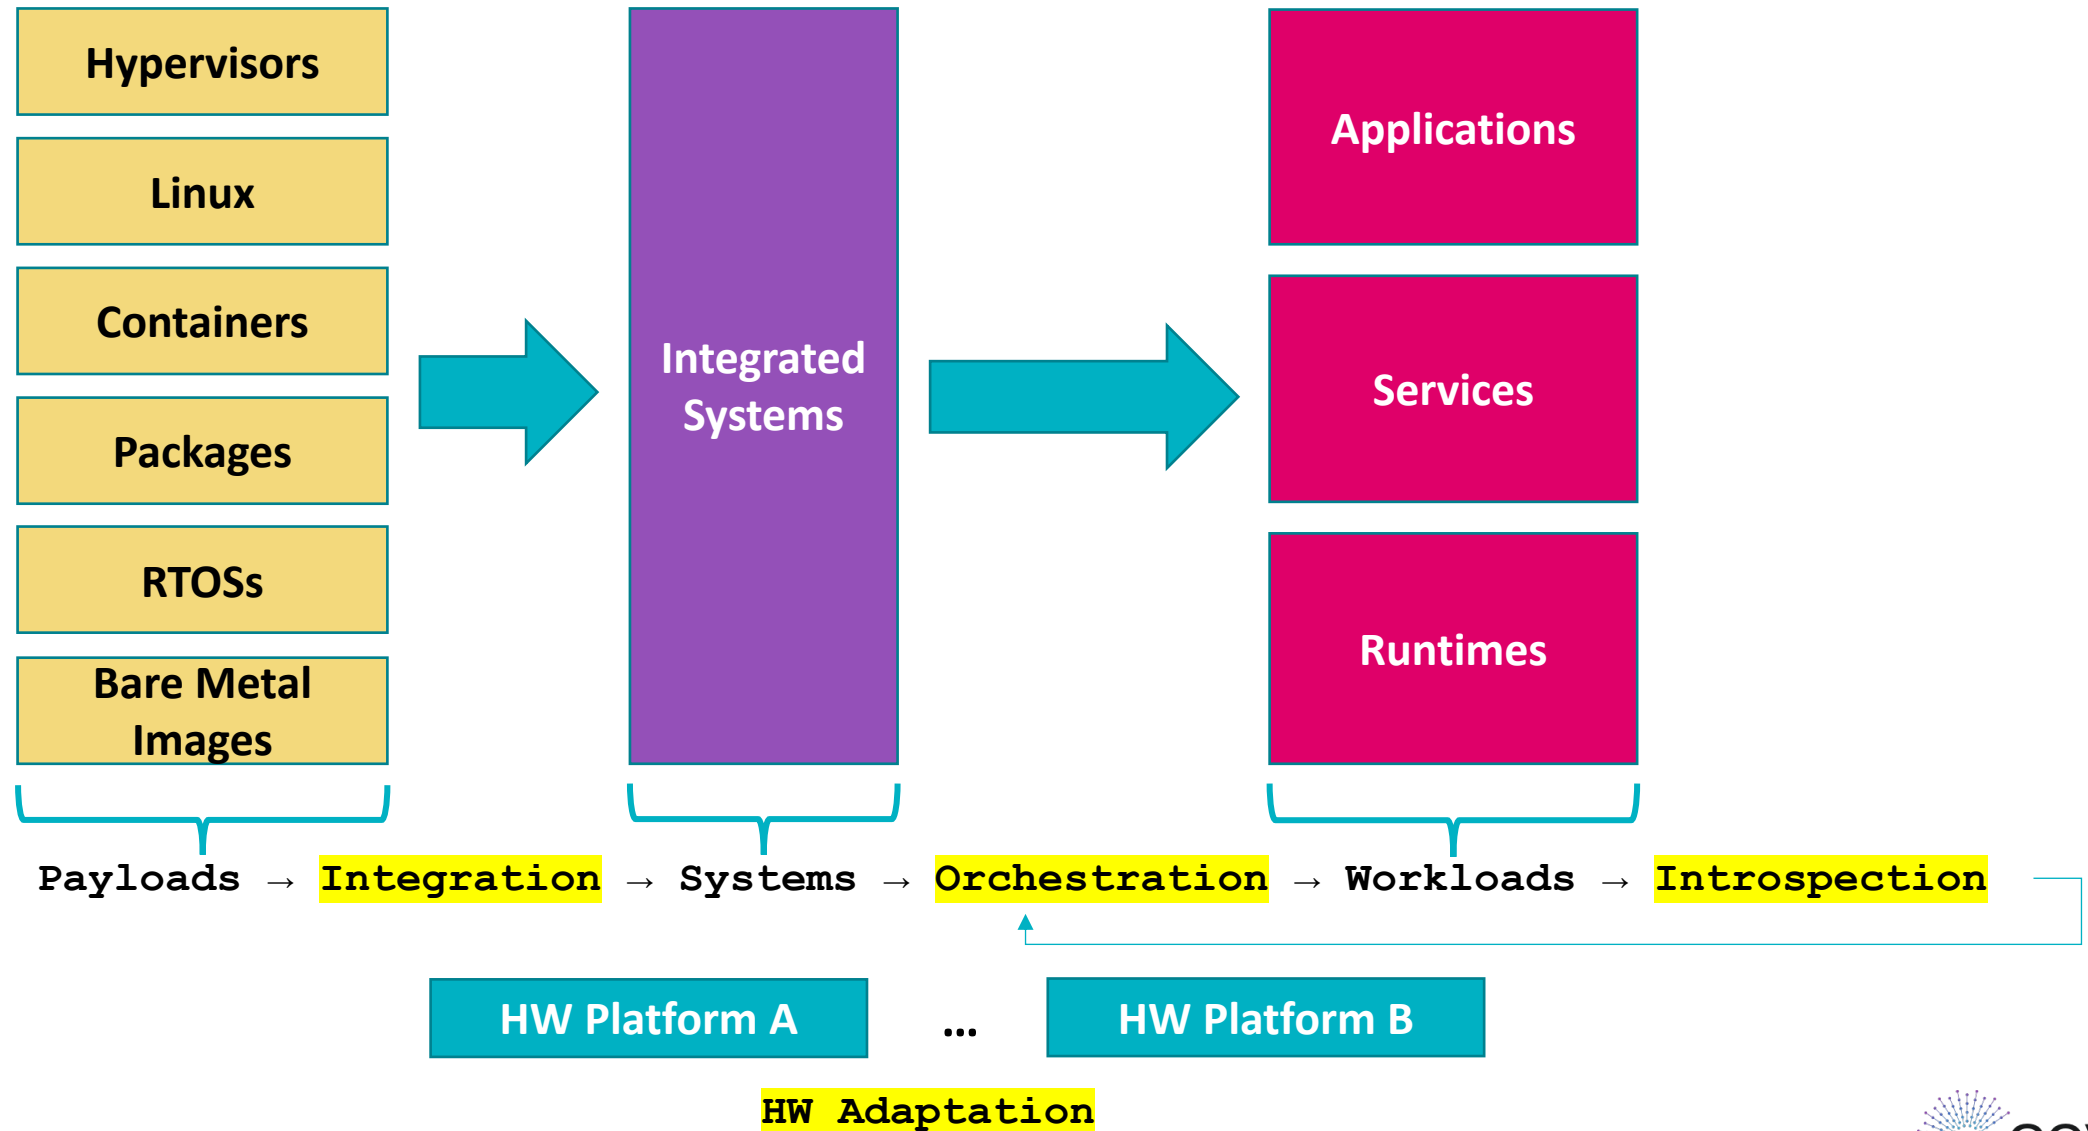 Hypervisors
Linux
Containers
Packages
RTOSs
Bare Metal
Images
Integrated
Systems
Applications
Services
Runtimes
Payloads → Integration → Systems → Orchestration → Workloads → Introspection
HW Platform A
...
HW Platform B
HW Adaptation